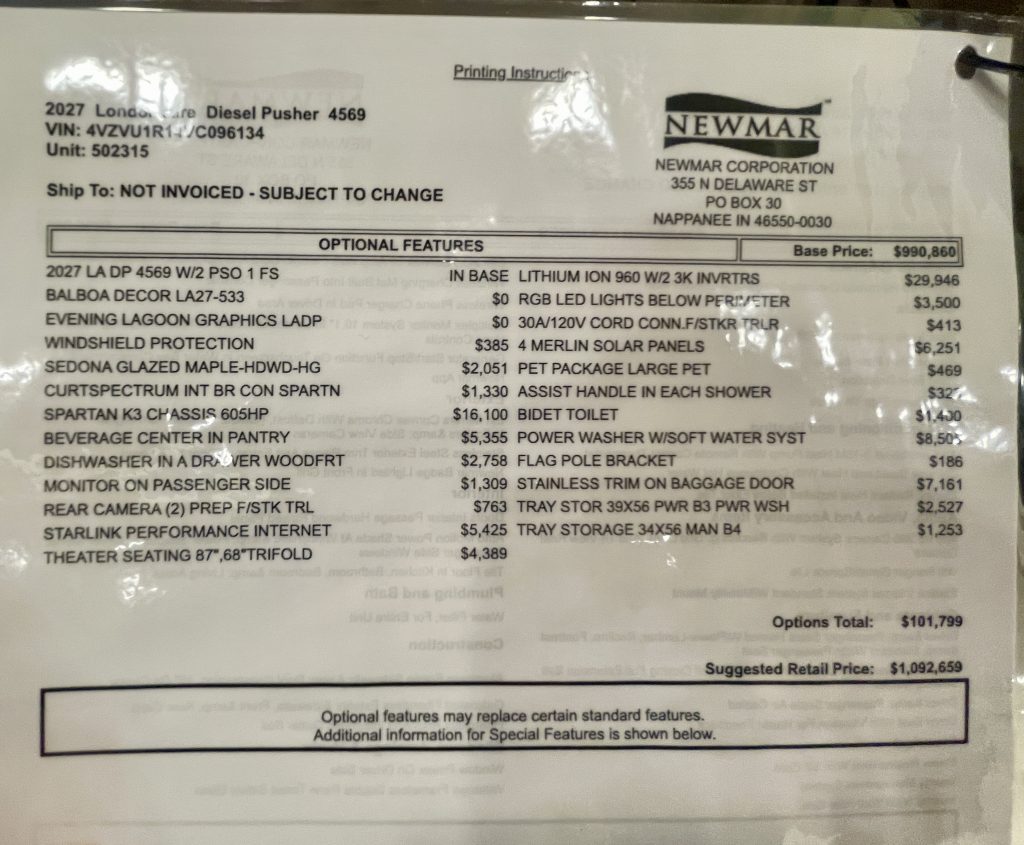 Printing Instructions
2027 Diesel Pusher 4569
VIN:
Unit: 502315
Ship To: NOT INVOICED - SUBJECT TO CHANGE
NEWMAR™
NEWMAR CORPORATION
355 N DELAWARE ST
PO BOX 30
NAPPANEE IN 46550-0030
OPTIONAL FEATURES Base Price: $990,860
2027 LA DP 4569 W/2 PSO 1 FS IN BASE LITHIUM ION 960 W/2 3K INVRTRS $29,946
BALBOA DECOR LA27-533 $0 RGB LED LIGHTS BELOW PERIMETER $3,500
EVENING LAGOON GRAPHICS LADP $0 30A/120V CORD CONN.F/STKR TRLR $413
WINDSHIELD PROTECTION $385 4 MERLIN SOLAR PANELS $6,251
SEDONA GLAZED MAPLE-HDWD-HG $2,051 PET PACKAGE LARGE PET $469
CURTSPECTRUM INT BR CON SPARTN $1,330 ASSIST HANDLE IN EACH SHOWER
SPARTAN K3 CHASSIS 605HP $16,100 BIDET TOILET
BEVERAGE CENTER IN PANTRY $5,355 POWER WASHER W/SOFT WATER SYST
DISHWASHER IN A DRAWER WOODFRT $2,758 FLAG POLE BRACKET $186
MONITOR ON PASSENGER SIDE $1,309 STAINLESS TRIM ON BAGGAGE DOOR $7,161
REAR CAMERA (2) PREP F/STK TRL $763 TRAY STOR 39X56 PWR B3 PWR WSH $2,527
STARLINK PERFORMANCE INTERNET $5,425 TRAY STORAGE 34X56 MAN B4 $1,253
THEATER SEATING 87",68"TRIFOLD $4,389
Options Total: $101,799
Suggested Retail Price: $1,092,659
Optional features may replace certain standard features.
Additional information for Special Features is shown below.